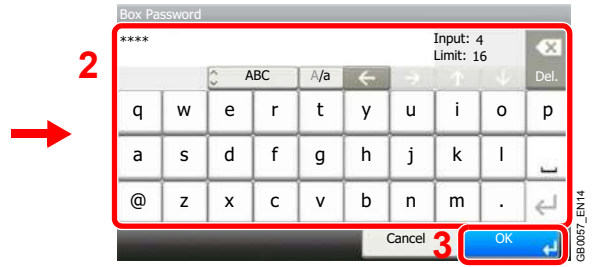 Box Password
**** Input: 4
Limit: 16
2
ABC A/a ← → ↑ ↓ Del.
q w e r t y u i o p
a s d f g h j k l
@ z x c v b n m .
Cancel 3 OK
GB0057_EN14